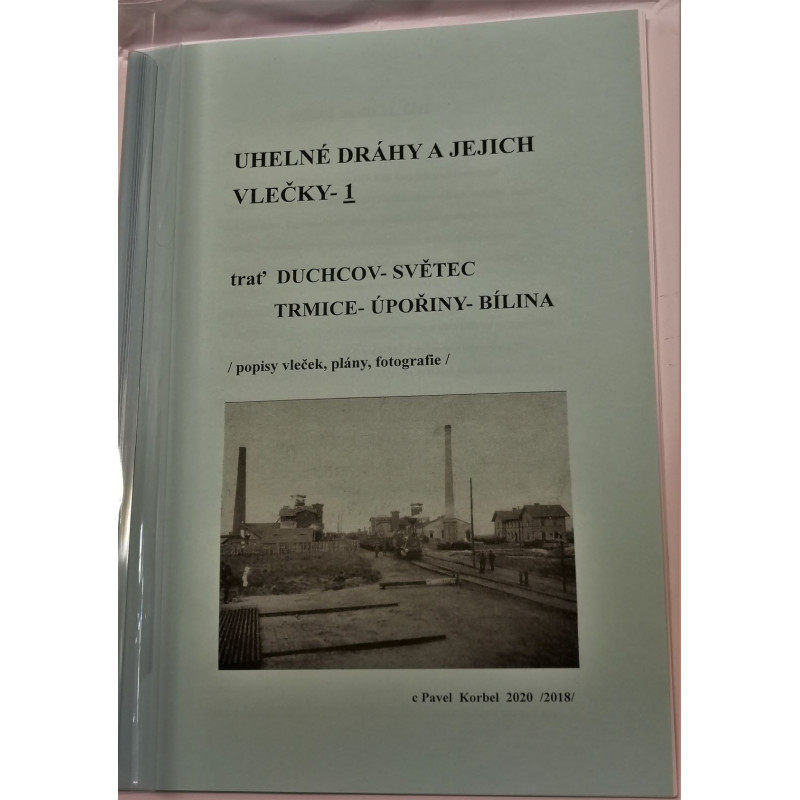 UHELNÉ DRÁHY A JEJICH
VLEČKY- 1
trať DUCHCOV- SVĚTEC
TRMICE- ÚPOŘINY- BÍLINA
/ popisy vleček, plány, fotografie /
c Pavel Korbel 2020 /2018/